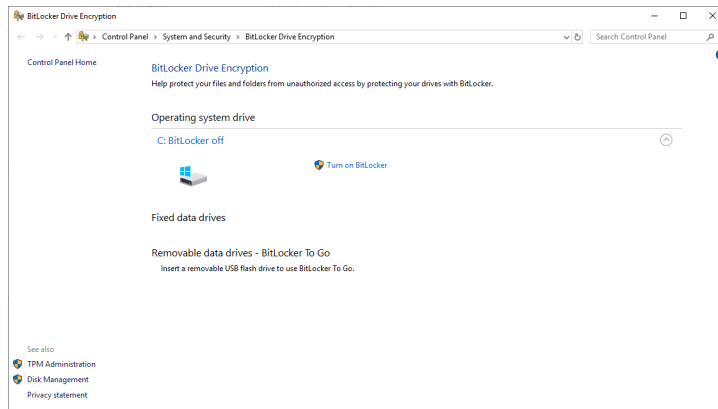 BitLocker Drive Encryption
Control Panel > System and Security > BitLocker Drive Encryption
Search Control Panel
Control Panel Home
BitLocker Drive Encryption
Help protect your files and folders from unauthorized access by protecting your drives with BitLocker.
Operating system drive
C: BitLocker off
Turn on BitLocker
Fixed data drives
Removable data drives - BitLocker To Go
Insert a removable USB flash drive to use BitLocker To Go.
See also
TPM Administration
Disk Management
Privacy statement